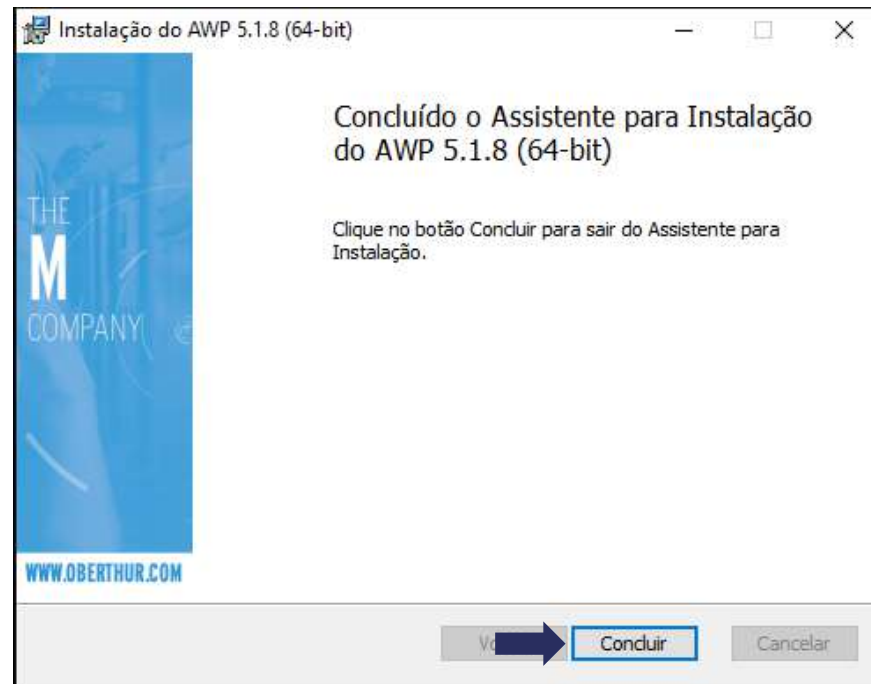 Instalação do AWP 5.1.8 (64-bit)
Concluído o Assistente para Instalação
do AWP 5.1.8 (64-bit)
Clique no botão Concluir para sair do Assistente para
Instalação.
THE
M
COMPANY
WWW.OBERTHUR.COM
Concluir
Cancelar